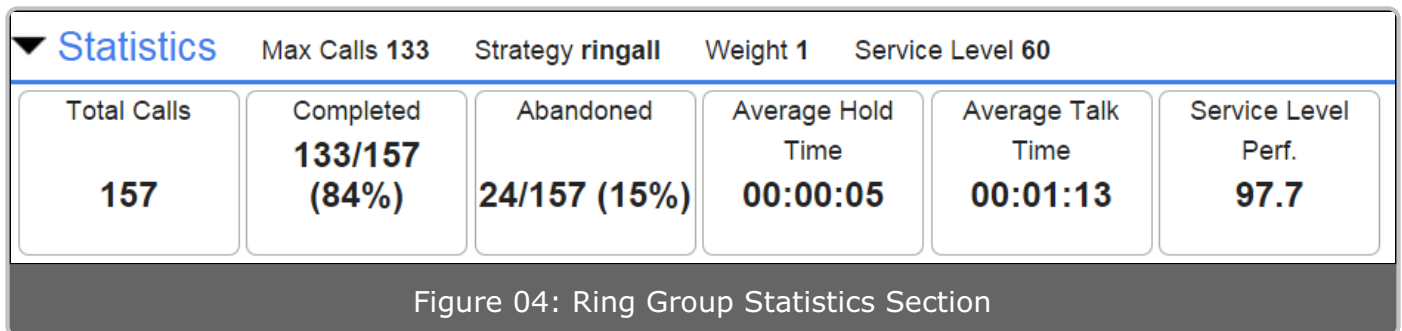 Statistics Max Calls 133 Strategy ringall Weight 1 Service Level 60
Total Calls
157
Completed
133/157
(84%)
Abandoned
24/157 (15%)
Average Hold
Time
00:00:05
Average Talk
Time
00:01:13
Service Level
Perf.
97.7
Figure 04: Ring Group Statistics Section